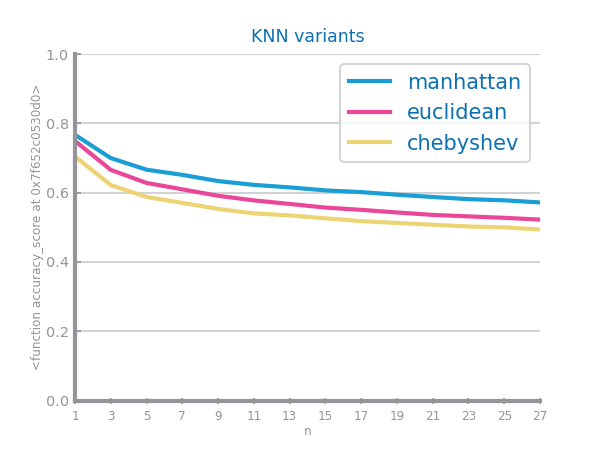 KNN variants
manhattan
euclidean
chebyshev
<function accuracy_score at 0x7f652c0530d0>
1.0
0.8
0.6
0.4
0.2
0.0
1 3 5 7 9 11 13 15 17 19 21 23 25 27
n